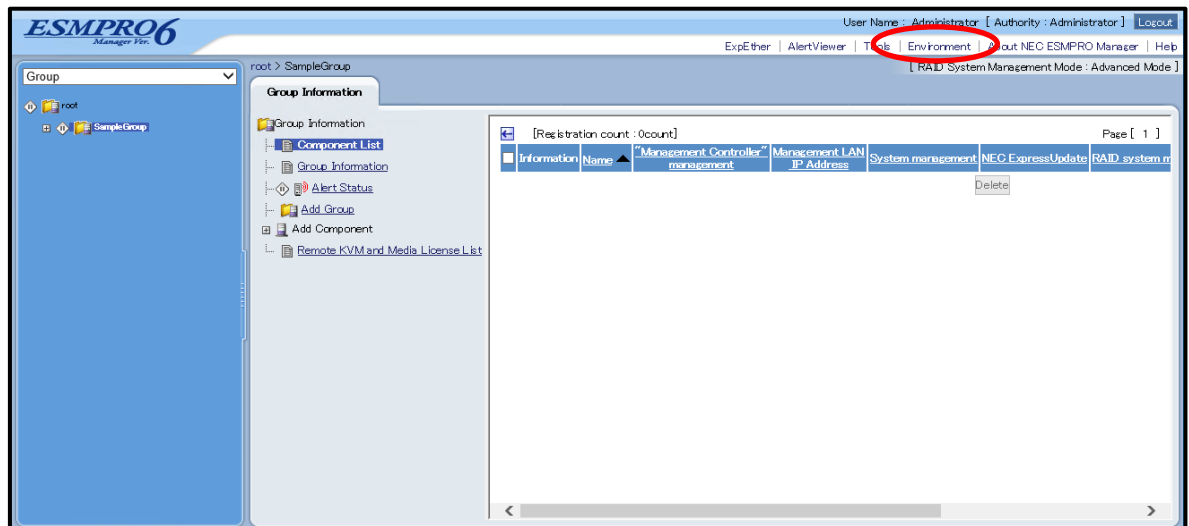 ESMPRO6
Manager Ver.
User Name : Administrator [ Authority : Administrator ] Logout
ExpEther | AlertViewer | Tools | Environment | About NEC ESMPRO Manager | Help
Group
root > SampleGroup
[ RAID System Management Mode : Advanced Mode ]
root
SampleGroup
Group Information
Group Information
Component List
Group Information
Alert Status
Add Group
Add Component
Remote KVM and Media License List
[Registration count : 0count]
Page [ 1 ]
Information Name "Management Controller" management Management LAN IP Address System management NEC ExpressUpdate RAID system m
Delete